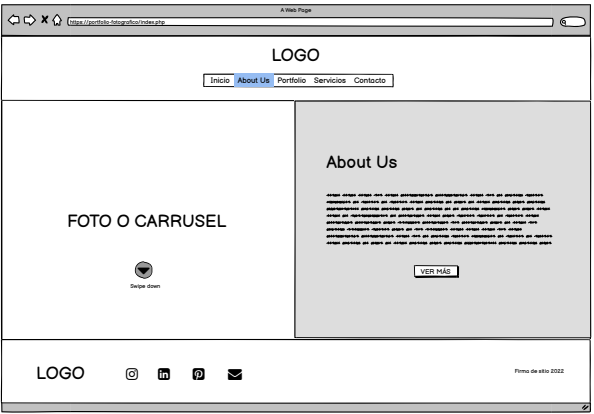 A Web Page
https://portfolio-fotografico/index.php
LOGO
Inicio About Us Portfolio Servicios Contacto
FOTO O CARRUSEL
Swipe down
About Us
VER MÁS
LOGO
Firma de sitio 2022